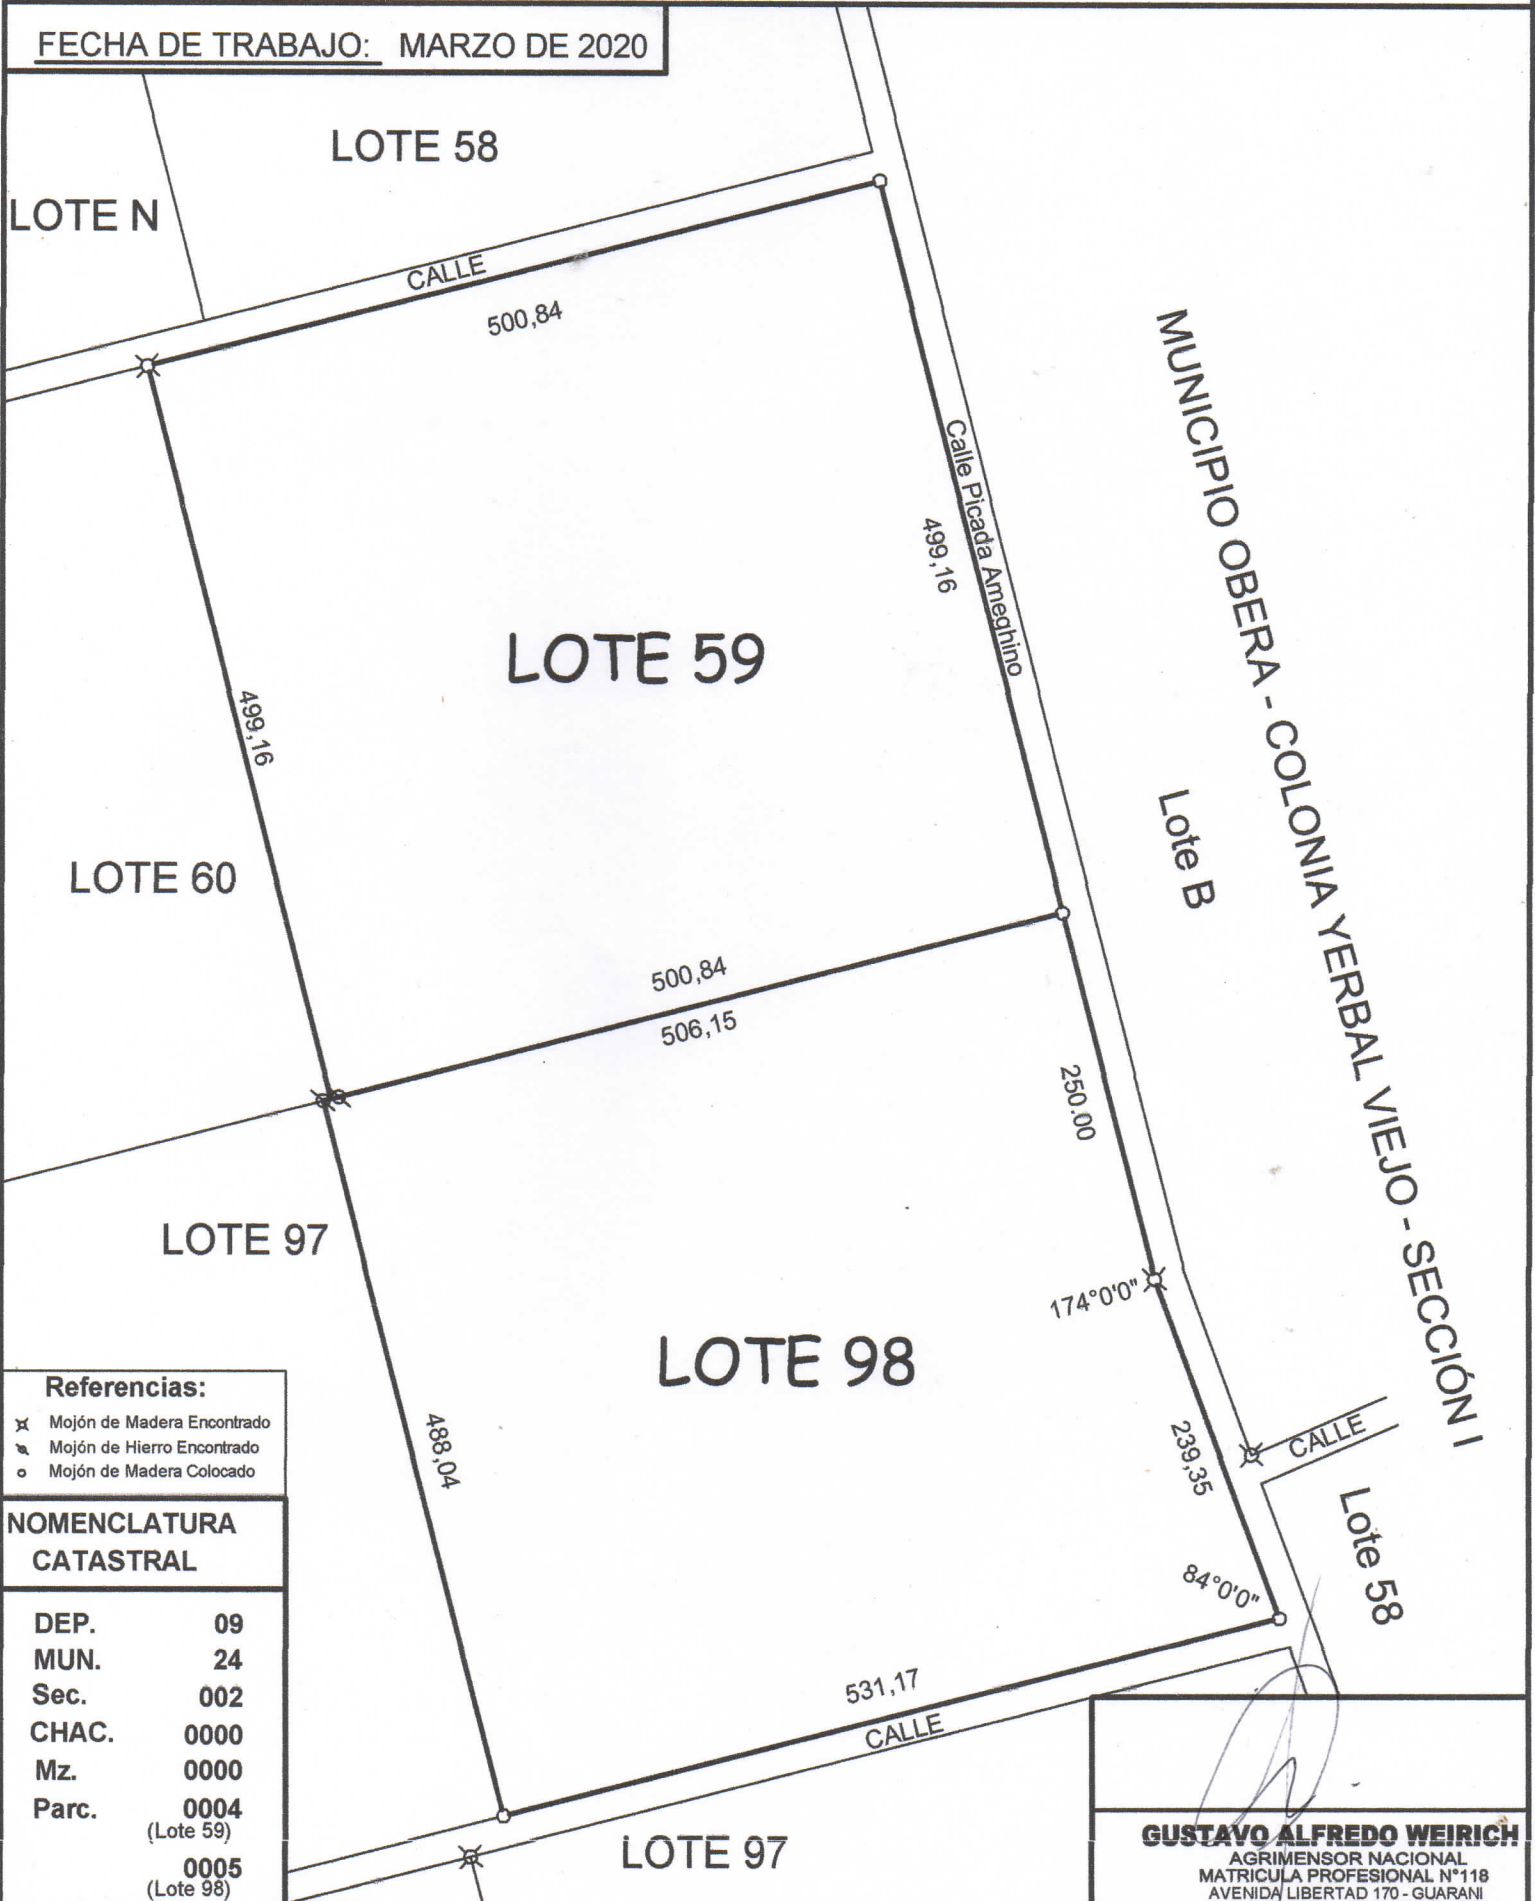 FECHA DE TRABAJO: MARZO DE 2020
LOTE 58
LOTE N
CALLE
500,84
Calle Picada Ameghino
499,16
MUNICIPIO OBERA - COLONIA YERBAL VIEJO - SECCIÓN I
LOTE 59
499,16
Lote B
LOTE 60
500,84
506,15
250.00
LOTE 97
174°0'0"
LOTE 98
488,04
239,35
CALLE
Lote 58
84°0'0"
531,17
CALLE
LOTE 97
Referencias:
Mojón de Madera Encontrado
Mojón de Hierro Encontrado
Mojón de Madera Colocado
NOMENCLATURA
CATASTRAL
DEP. 09
MUN. 24
Sec. 002
CHAC. 0000
Mz. 0000
Parc. 0004
(Lote 59)
0005
(Lote 98)
GUSTAVO ALFREDO WEIRICH
AGRIMENSOR NACIONAL
MATRICULA PROFESIONAL N°118
AVENIDA LIBERTAD 170 - GUARANI